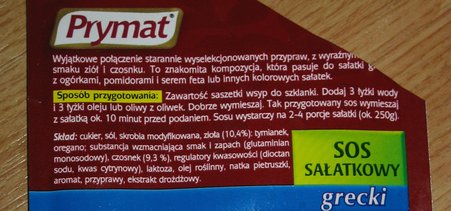 Prymat
Wyjątkowe połączenie starannie wyselekcjonowanych przypraw, z wyraźnym
smaku ziół i czosnku. To znakomita kompozycja, która pasuje do sałatki
z ogórkami, pomidorami i serem feta lub innych kolorowych sałatek.
Sposób przygotowania: Zawartość saszetki wsyp do szklanki. Dodaj 3 łyżki wody
i 3 łyżki oleju lub oliwy z oliwek. Dobrze wymieszaj. Tak przygotowany sos wymieszaj
z sałatką ok. 10 minut przed podaniem. Sosu wystarczy na 2-4 porcje sałatki (ok. 250g).
Skład: cukier, sól, skrobia modyfikowana, zioła (10,4%): tymianek,
oregano; substancja wzmacniająca smak i zapach (glutaminian
monosodowy), czosnek (9,3 %), regulatory kwasowości (dioctan
sodu, kwas cytrynowy), laktoza, olej roślinny, natka pietruszki,
aromat, przyprawy, ekstrakt drożdżowy.
SOS
SAŁATKOWY
grecki